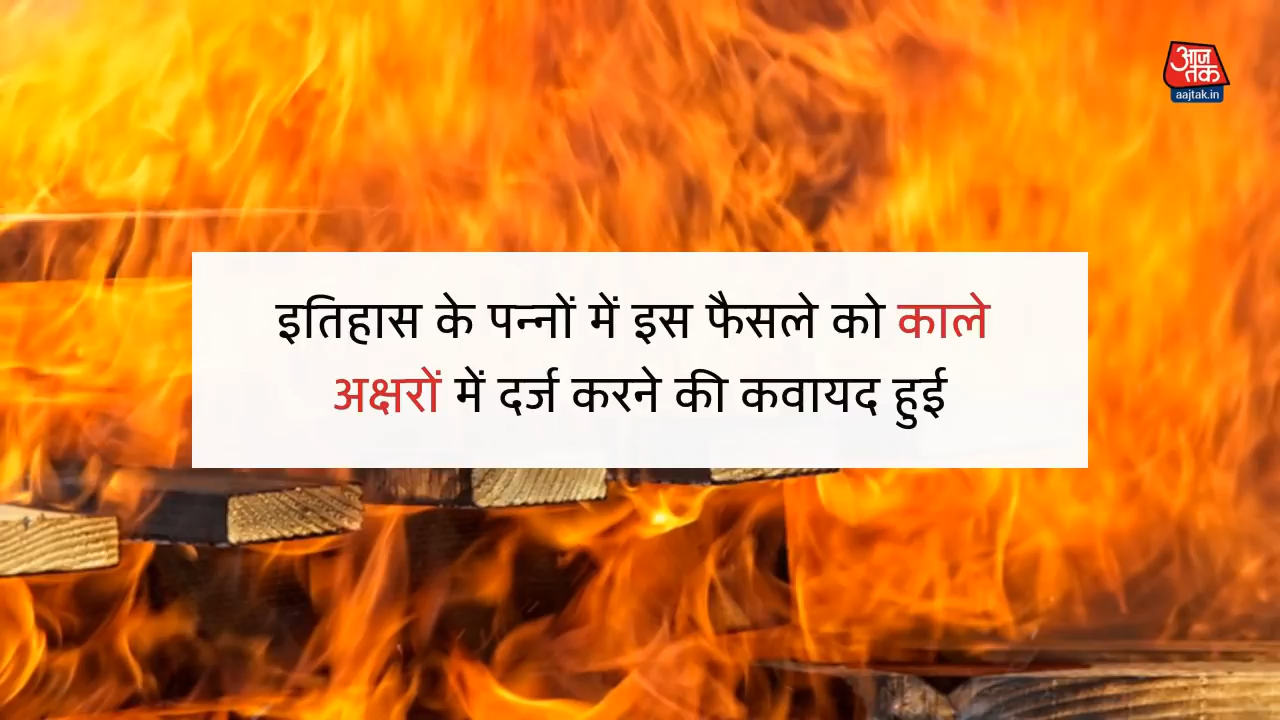 आज
तक
aajtak.in
इतिहास के पन्नों में इस फैसले को काले
अक्षरों में दर्ज करने की कवायद हुई